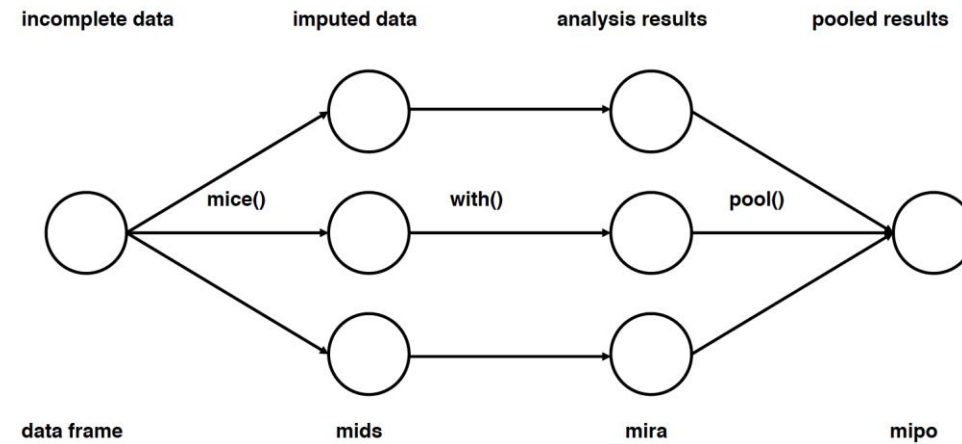 incomplete data imputed data analysis results pooled results
mice() with() pool()
data frame mids mira mipo